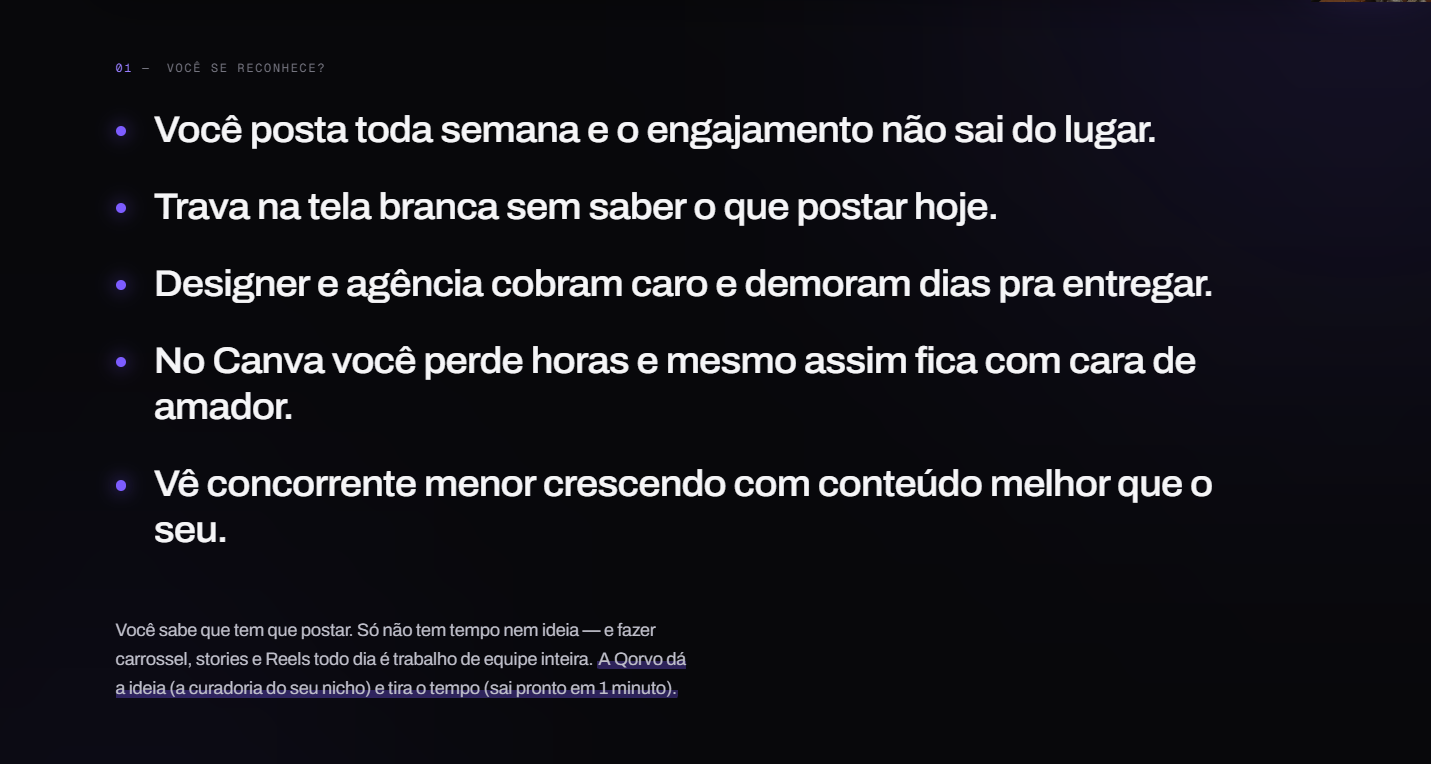 01 — VOCÊ SE RECONHECE?
Você posta toda semana e o engajamento não sai do lugar.
Trava na tela branca sem saber o que postar hoje.
Designer e agência cobram caro e demoram dias pra entregar.
No Canva você perde horas e mesmo assim fica com cara de
amador.
Vê concorrente menor crescendo com conteúdo melhor que o
seu.
Você sabe que tem que postar. Só não tem tempo nem ideia — e fazer
carrossel, stories e Reels todo dia é trabalho de equipe inteira. A Qorvo dá
a ideia (a curadoria do seu nicho) e tira o tempo (sai pronto em 1 minuto).